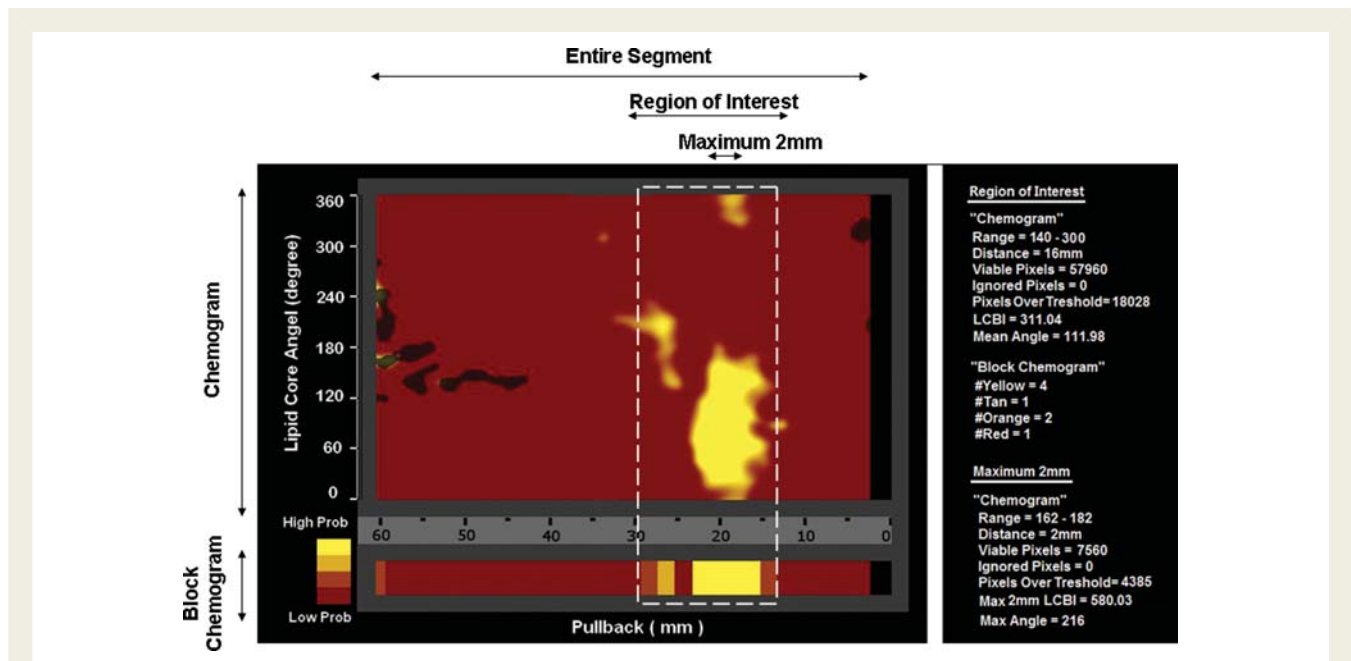 Entire Segment
Region of Interest
Maximum 2mm
Chemogram
Lipid Core Angel (degree)
360
300
240
180
120
60
0
High Prob
60 50 40 30 20 10 0
Block
Chemogram
Low Prob
Pullback ( mm )
Region of Interest
"Chemogram"
Range = 140 - 300
Distance = 16mm
Viable Pixels = 57960
Ignored Pixels = 0
Pixels Over Treshold= 18028
LCBI = 311.04
Mean Angle = 111.98
"Block Chemogram"
#Yellow = 4
#Tan = 1
#Orange = 2
#Red = 1
Maximum 2mm
"Chemogram"
Range = 162 - 182
Distance = 2mm
Viable Pixels = 7560
Ignored Pixels = 0
Pixels Over Treshold= 4385
Max 2mm LCBI = 580.03
Max Angle = 216